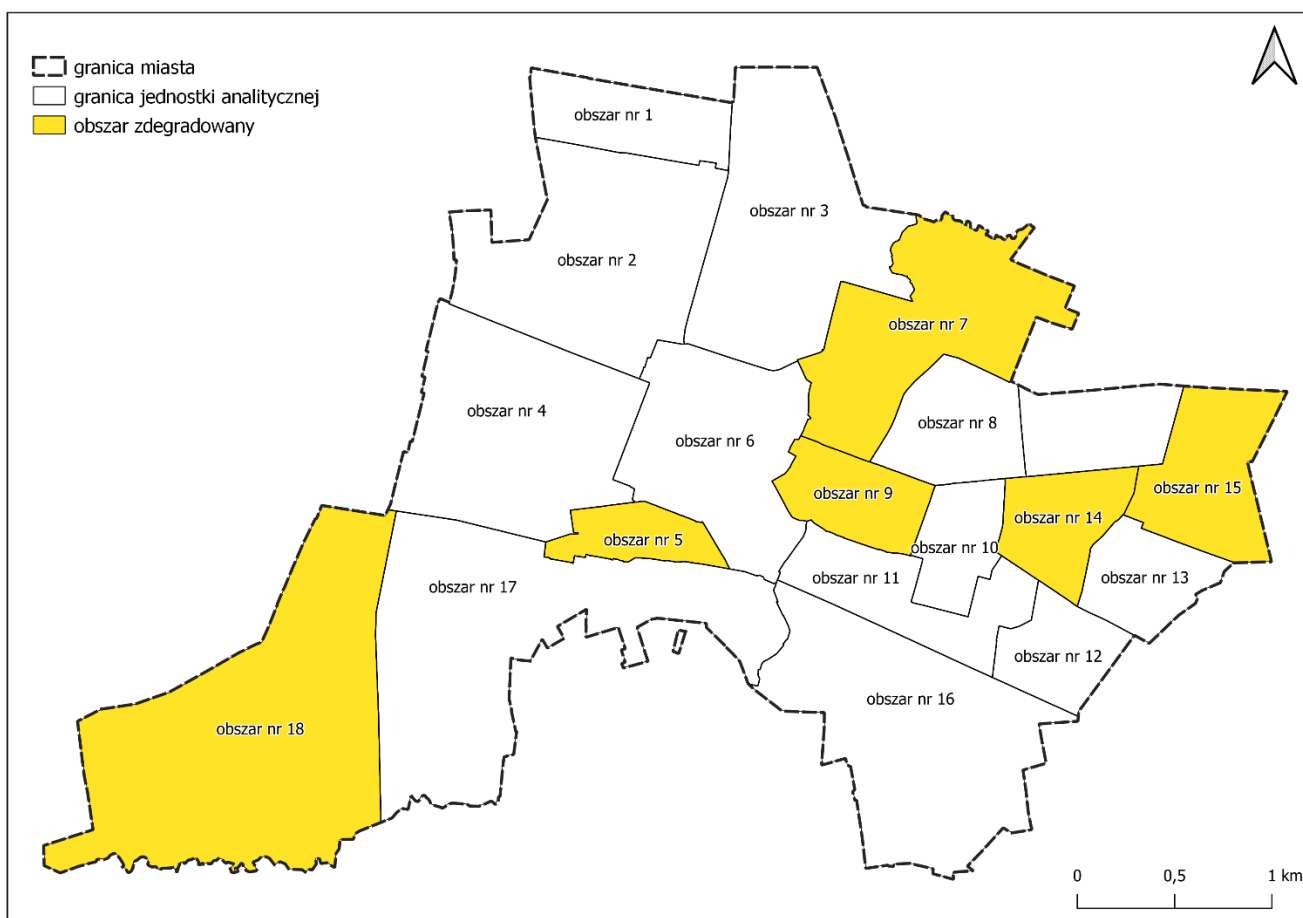 granica miasta
granica jednostki analitycznej
obszar zdegradowany
obszar nr 1
obszar nr 3
obszar nr 2
obszar nr 7
obszar nr 4
obszar nr 8
obszar nr 6
obszar nr 15
obszar nr 9
obszar nr 14
obszar nr 5
obszar nr 10
obszar nr 11
obszar nr 13
obszar nr 17
obszar nr 12
obszar nr 16
obszar nr 18
0 0,5 1 km